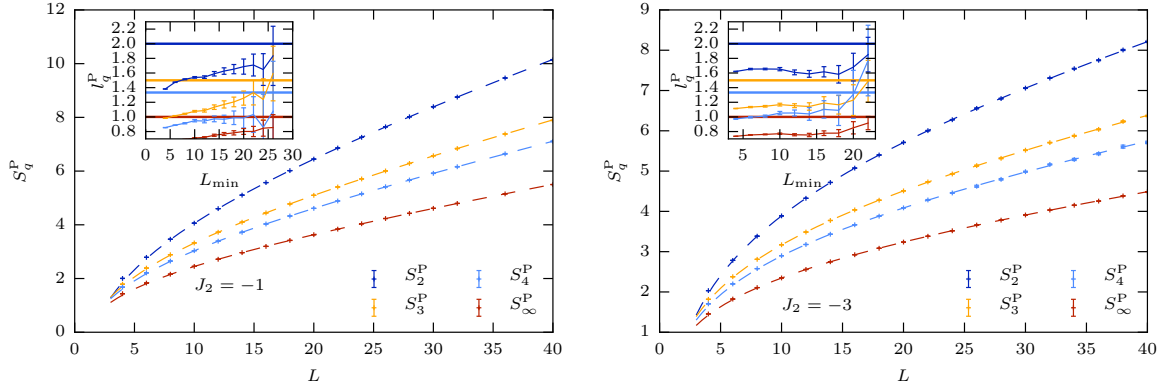 12
10
8
6
4
2
0
S_q^P
0 5 10 15 20 25 30 35 40
L
2.2
2.0
1.8
1.6
1.4
1.2
1.0
0.8
l_q^P
0 5 10 15 20 25 30
L_min
J_2 = −1
S_2^P S_4^P
S_3^P S_∞^P
9
8
7
6
5
4
3
2
1
S_q^P
0 5 10 15 20 25 30 35 40
L
2.2
2.0
1.8
1.6
1.4
1.2
1.0
0.8
l_q^P
5 10 15 20
L_min
J_2 = −3
S_2^P S_4^P
S_3^P S_∞^P